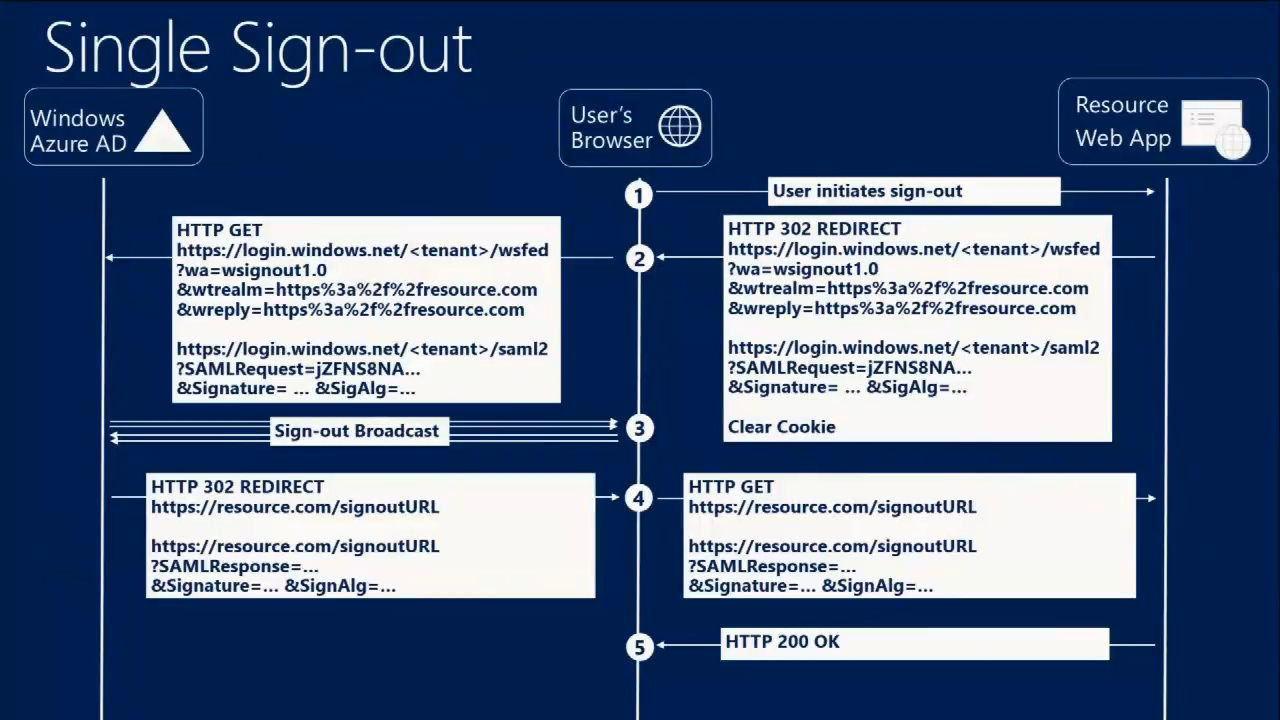 Single Sign-out
Windows
Azure AD
User's
Browser
Resource
Web App
1
User initiates sign-out
HTTP GET
https://login.windows.net/<tenant>/wsfed
?wa=wsignout1.0
&wtrealm=https%3a%2f%2fresource.com
&wreply=https%3a%2f%2fresource.com
https://login.windows.net/<tenant>/saml2
?SAMLRequest=jZFNS8NA...
&Signature= ... &SigAlg=...
2
HTTP 302 REDIRECT
https://login.windows.net/<tenant>/wsfed
?wa=wsignout1.0
&wtrealm=https%3a%2f%2fresource.com
&wreply=https%3a%2f%2fresource.com
https://login.windows.net/<tenant>/saml2
?SAMLRequest=jZFNS8NA...
&Signature= ... &SigAlg=...
Clear Cookie
Sign-out Broadcast
3
HTTP 302 REDIRECT
https://resource.com/signoutURL
https://resource.com/signoutURL
?SAMLResponse=...
&Signature=... &SignAlg=...
4
HTTP GET
https://resource.com/signoutURL
https://resource.com/signoutURL
?SAMLResponse=...
&Signature=... &SignAlg=...
5
HTTP 200 OK